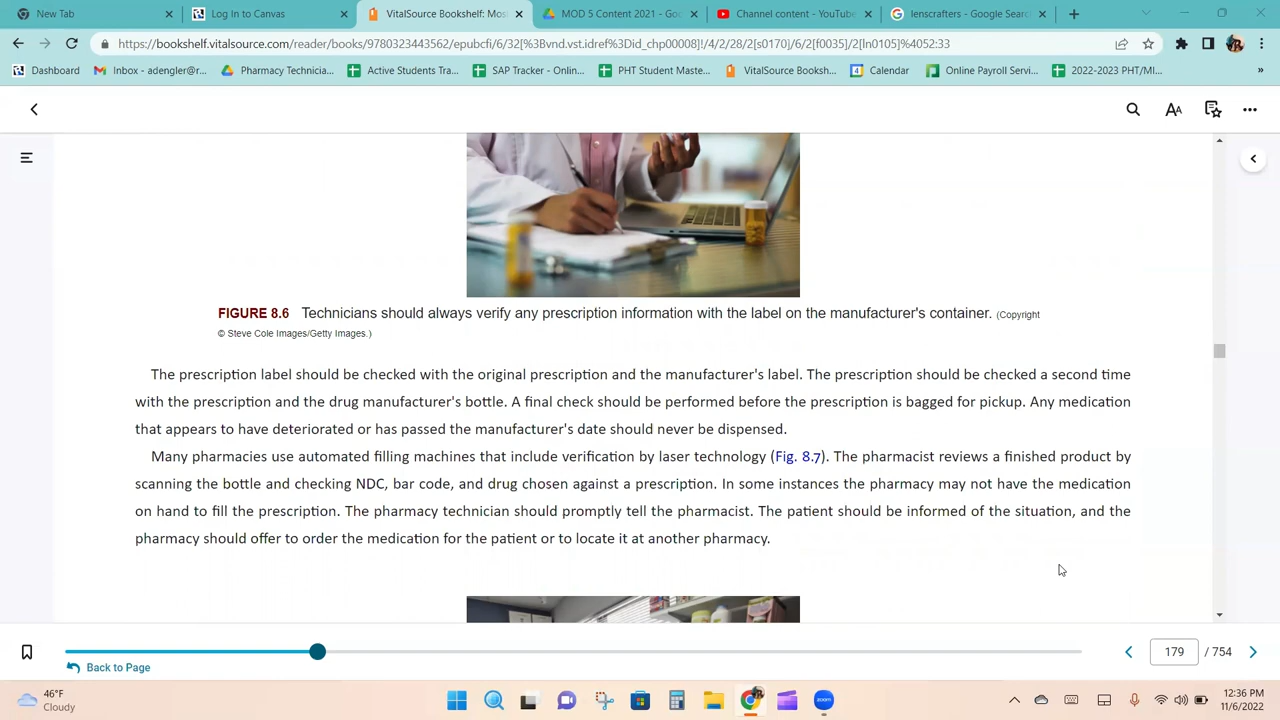 New Tab
Log In to Canvas
VitalSource Bookshelf: Mos
MOD 5 Content 2021 - Goo
Channel content - YouTube
lenscrafters - Google Search
https://bookshelf.vitalsource.com/reader/books/9780323443562/epubcfi/6/32[%3Bvnd.vst.idref%3Did_chp00008]!/4/2/28/2[s0170]/6/2[f0035]/2[ln0105]%4052:33
Dashboard
Inbox - adengler@r...
Pharmacy Technicia...
Active Students Tra...
SAP Tracker - Onlin...
PHT Student Maste...
VitalSource Booksh...
Calendar
Online Payroll Servi...
2022-2023 PHT/MI...
FIGURE 8.6 Technicians should always verify any prescription information with the label on the manufacturer's container. (Copyright
© Steve Cole Images/Getty Images.)
The prescription label should be checked with the original prescription and the manufacturer's label. The prescription should be checked a second time
with the prescription and the drug manufacturer's bottle. A final check should be performed before the prescription is bagged for pickup. Any medication
that appears to have deteriorated or has passed the manufacturer's date should never be dispensed.
Many pharmacies use automated filling machines that include verification by laser technology (Fig. 8.7). The pharmacist reviews a finished product by
scanning the bottle and checking NDC, bar code, and drug chosen against a prescription. In some instances the pharmacy may not have the medication
on hand to fill the prescription. The pharmacy technician should promptly tell the pharmacist. The patient should be informed of the situation, and the
pharmacy should offer to order the medication for the patient or to locate it at another pharmacy.
179 / 754
Back to Page
46°F
Cloudy
12:36 PM
11/6/2022